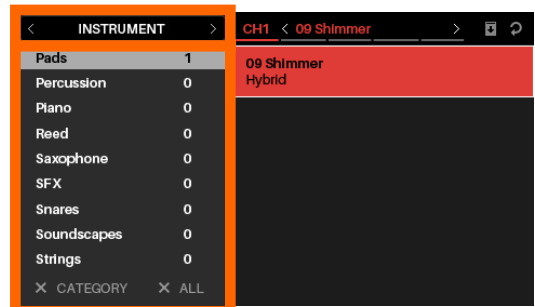 < INSTRUMENT >
CH1 < 09 Shimmer >
Pads 1
Percussion 0
Piano 0
Reed 0
Saxophone 0
SFX 0
Snares 0
Soundscapes 0
Strings 0
× CATEGORY × ALL
09 Shimmer
Hybrid